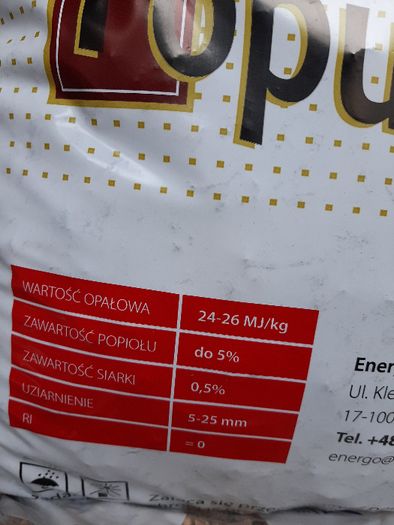 Topu
WARTOŚĆ OPAŁOWA 24-26 MJ/kg
ZAWARTOŚĆ POPIOŁU do 5%
ZAWARTOŚĆ SIARKI 0,5%
UZIARNIENIE 5-25 mm
RI = 0
Ener
Ul. Kle
17-100
Tel. +48
energo@